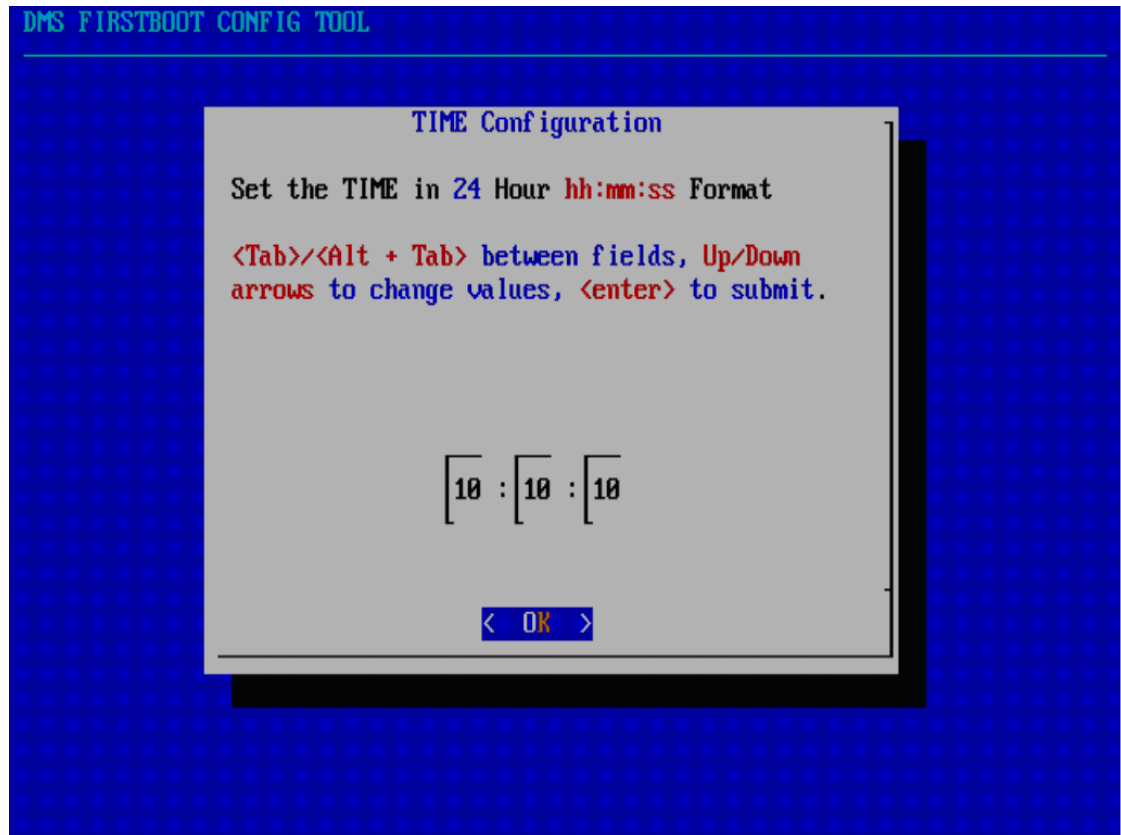 DMS FIRSTBOOT CONFIG TOOL
TIME Configuration
Set the TIME in 24 Hour hh:mm:ss Format
<Tab>/<Alt + Tab> between fields, Up/Down
arrows to change values, <enter> to submit.
10 : 10 : 10
< OK >